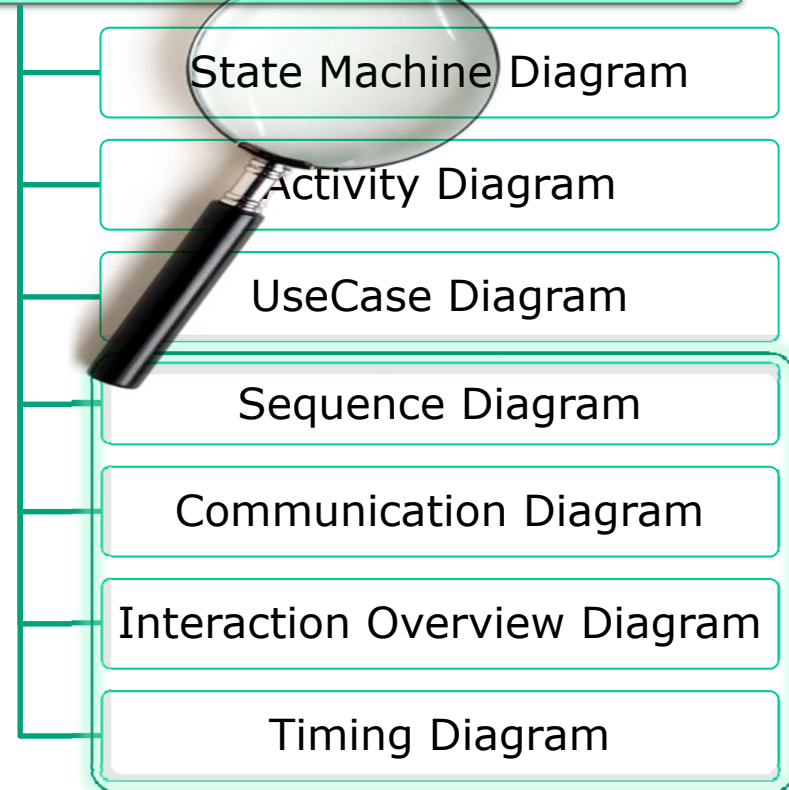 State Machine Diagram
Activity Diagram
UseCase Diagram
Sequence Diagram
Communication Diagram
Interaction Overview Diagram
Timing Diagram